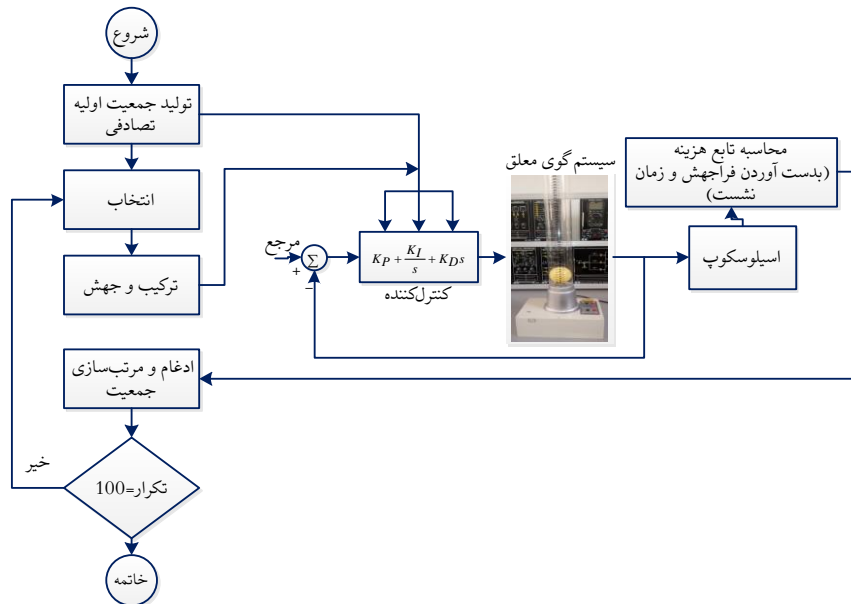 شروع
تولید جمعیت اولیه
تصادفی
انتخاب
ترکیب و جهش
مرجع
+
−
Σ
K_P + K_I/s + K_D s
کنترل‌کننده
سیستم گوی معلق
محاسبه تابع هزینه
(بدست آوردن فراجهش و زمان
نشست)
اسیلوسکوپ
ادغام و مرتب‌سازی
جمعیت
تکرار=100
خیر
خاتمه